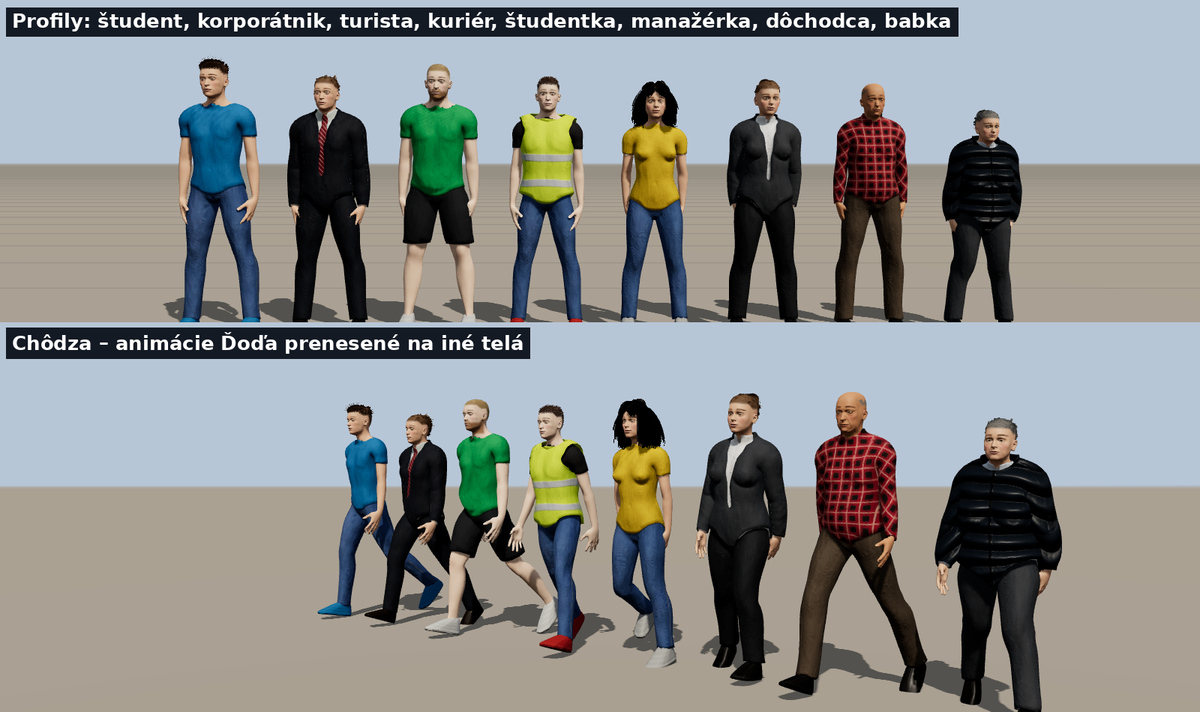 Profily: študent, korporátnik, turista, kuriér, študentka, manažérka, dôchodca, babka
Chôdza – animácie Ďoďa prenesené na iné telá